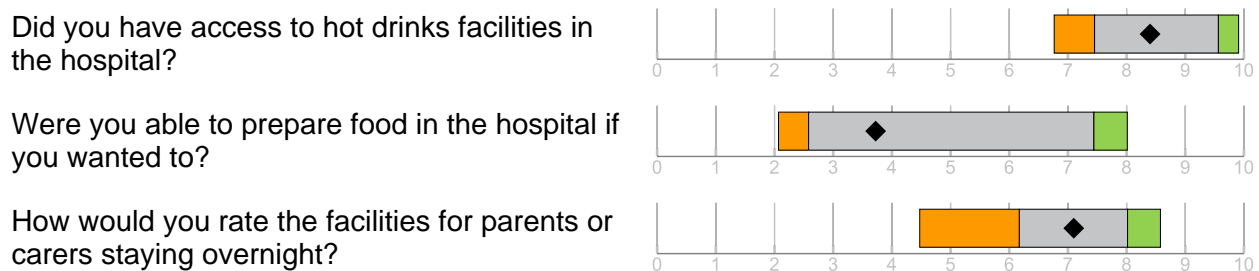 Did you have access to hot drinks facilities in
the hospital?
0 1 2 3 4 5 6 7 8 9 10
Were you able to prepare food in the hospital if
you wanted to?
0 1 2 3 4 5 6 7 8 9 10
How would you rate the facilities for parents or
carers staying overnight?
0 1 2 3 4 5 6 7 8 9 10